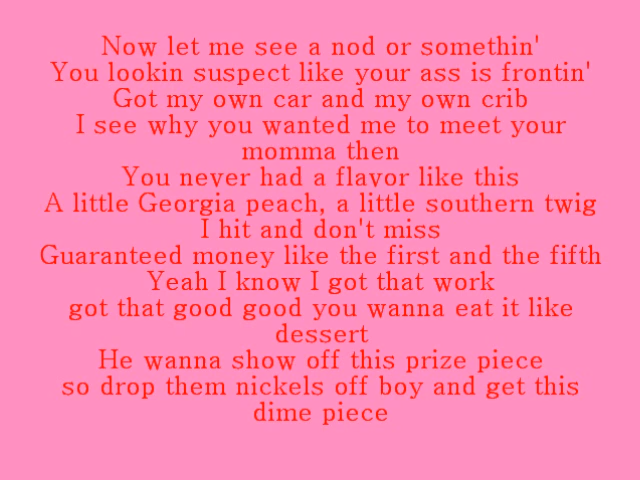 Now let me see a nod or somethin'
You lookin suspect like your ass is frontin'
Got my own car and my own crib
I see why you wanted me to meet your
momma then
You never had a flavor like this
A little Georgia peach, a little southern twig
I hit and don't miss
Guaranteed money like the first and the fifth
Yeah I know I got that work
got that good good you wanna eat it like
dessert
He wanna show off this prize piece
so drop them nickels off boy and get this
dime piece